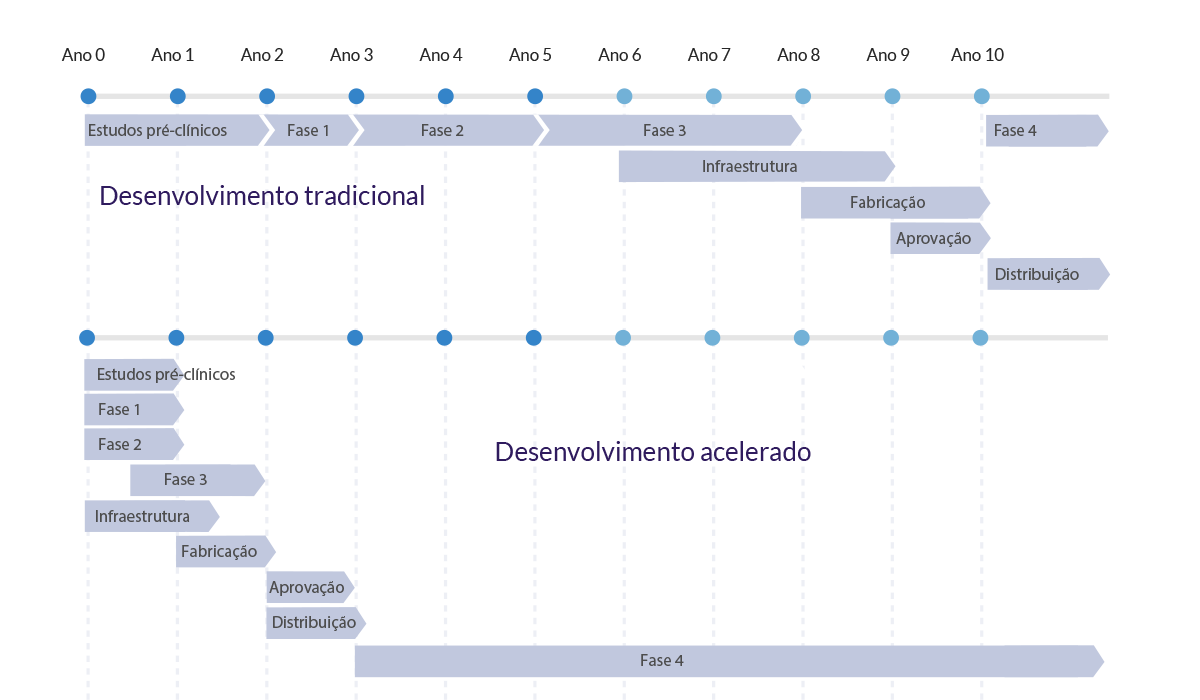 Ano 0 Ano 1 Ano 2 Ano 3 Ano 4 Ano 5 Ano 6 Ano 7 Ano 8 Ano 9 Ano 10
Estudos pré-clínicos Fase 1 Fase 2 Fase 3 Fase 4
Infraestrutura
Desenvolvimento tradicional
Fabricação
Aprovação
Distribuição
Estudos pré-clínicos
Fase 1
Fase 2
Desenvolvimento acelerado
Fase 3
Infraestrutura
Fabricação
Aprovação
Distribuição
Fase 4